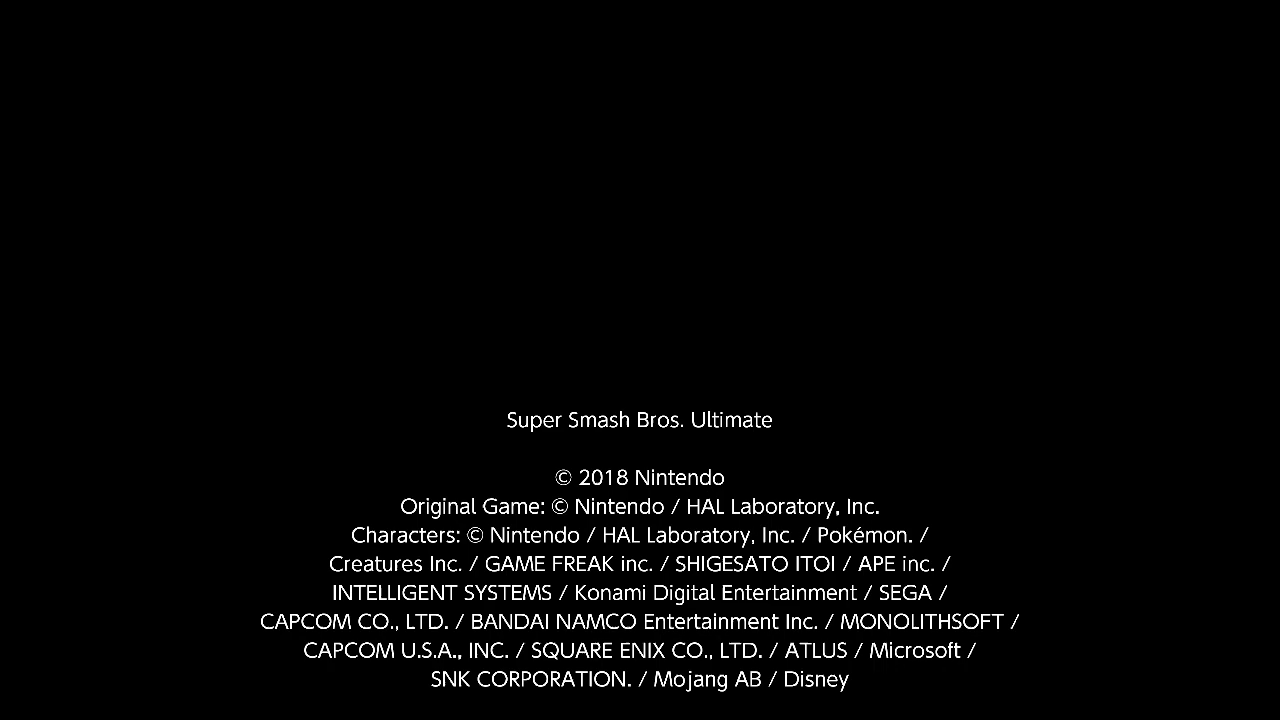 Super Smash Bros. Ultimate
© 2018 Nintendo
Original Game: © Nintendo / HAL Laboratory, Inc.
Characters: © Nintendo / HAL Laboratory, Inc. / Pokémon. /
Creatures Inc. / GAME FREAK inc. / SHIGESATO ITOI / APE inc. /
INTELLIGENT SYSTEMS / Konami Digital Entertainment / SEGA /
CAPCOM CO., LTD. / BANDAI NAMCO Entertainment Inc. / MONOLITHSOFT /
CAPCOM U.S.A., INC. / SQUARE ENIX CO., LTD. / ATLUS / Microsoft /
SNK CORPORATION. / Mojang AB / Disney